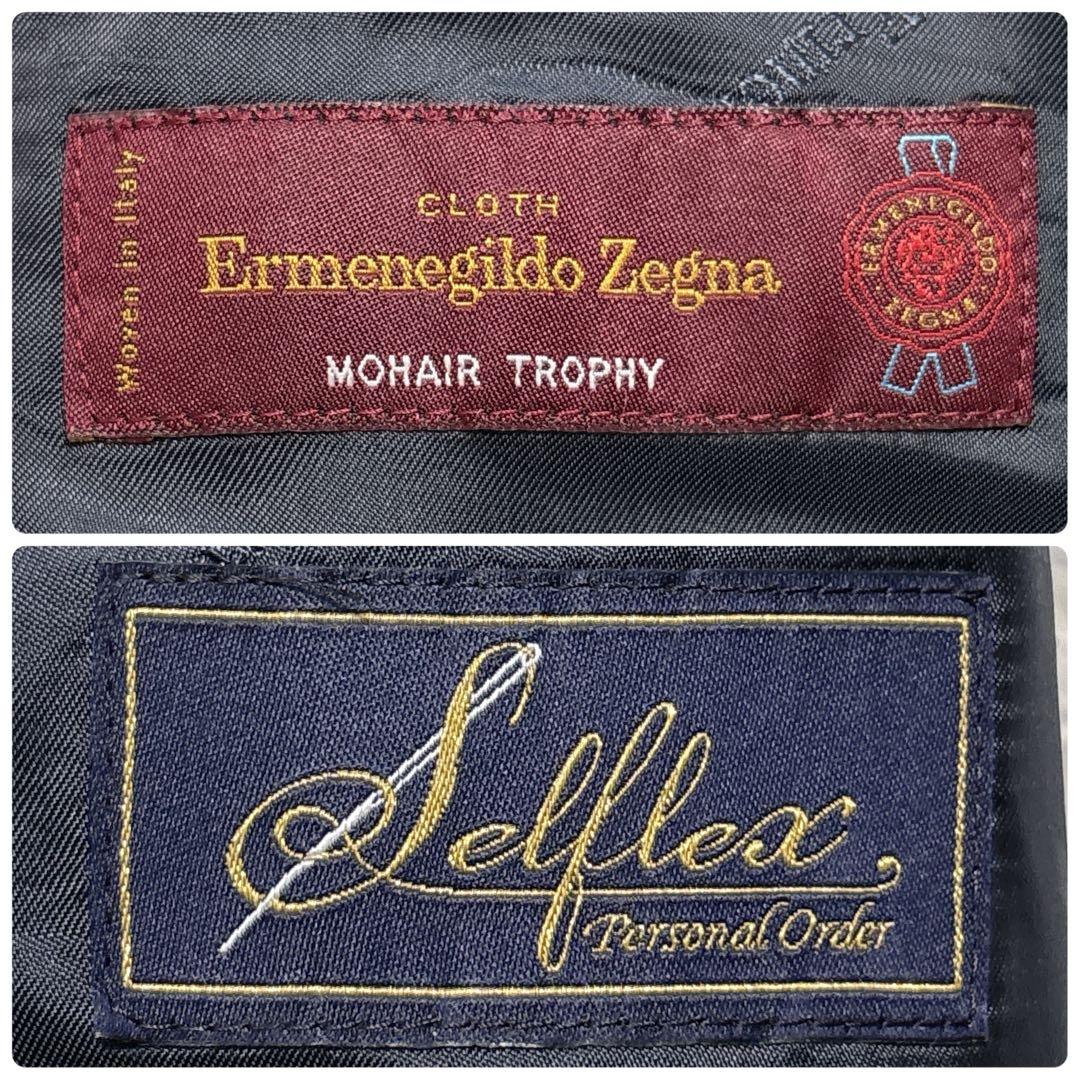 Woven in Italy
CLOTH
Ermenegildo Zegna
MOHAIR TROPHY
ERMENEGILDO
ZEGNA
Selflex
Personal Order